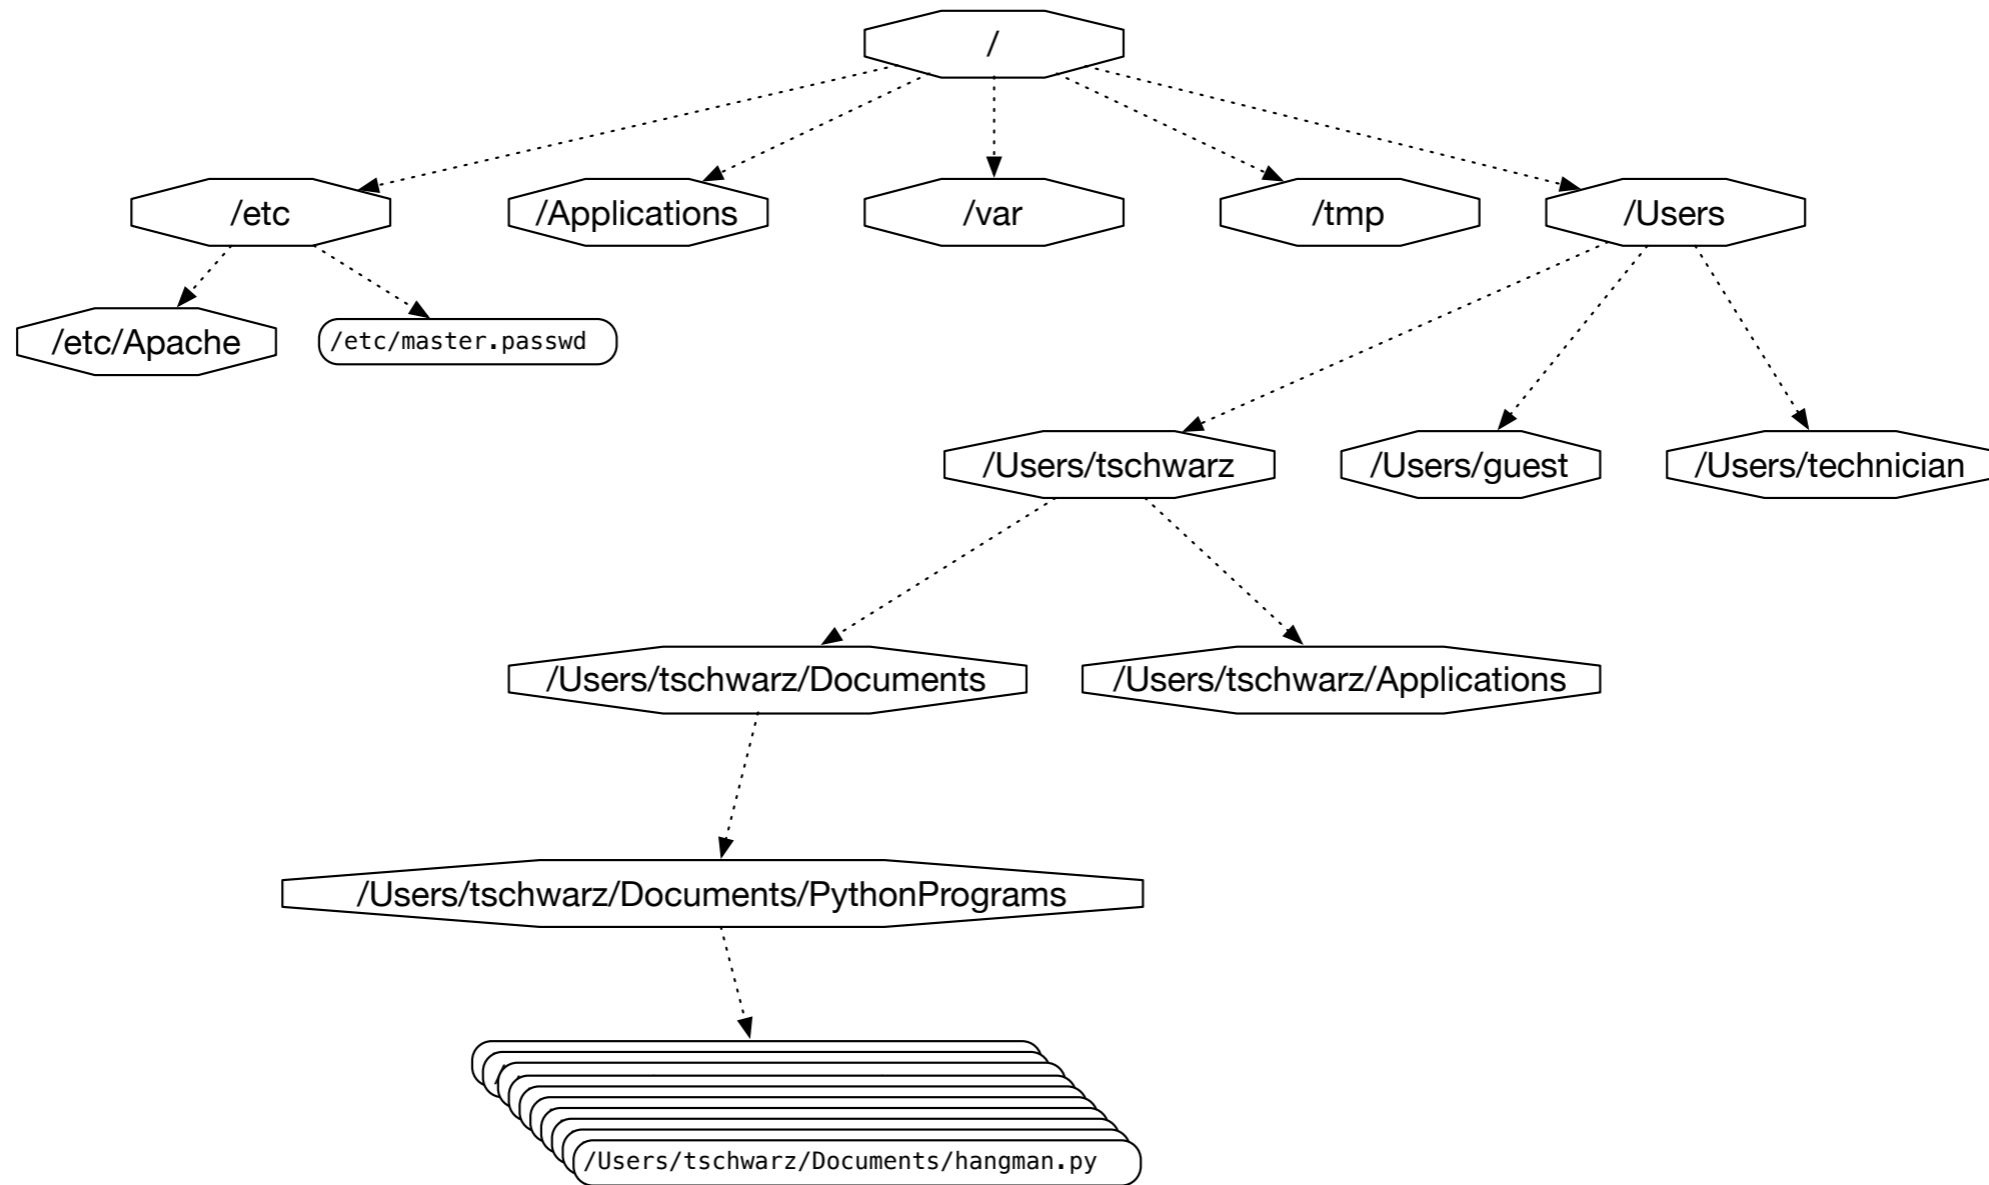 /
/etc
/Applications
/var
/tmp
/Users
/etc/Apache
/etc/master.passwd
/Users/tschwarz
/Users/guest
/Users/technician
/Users/tschwarz/Documents
/Users/tschwarz/Applications
/Users/tschwarz/Documents/PythonPrograms
/Users/tschwarz/Documents/hangman.py